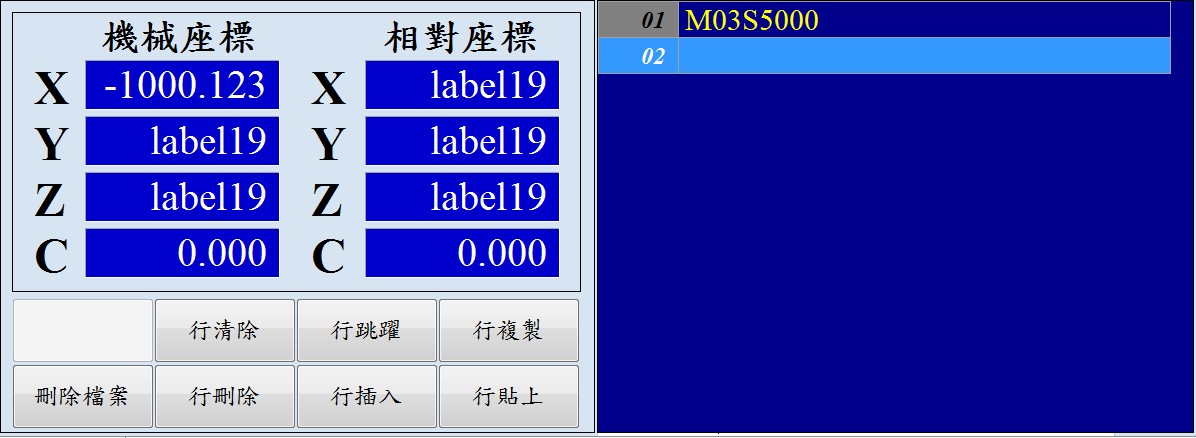 機械座標 相對座標
X -1000.123 X label19
Y label19 Y label19
Z label19 Z label19
C 0.000 C 0.000
行清除 行跳躍 行複製
刪除檔案 行刪除 行插入 行貼上
01 M03S5000
02